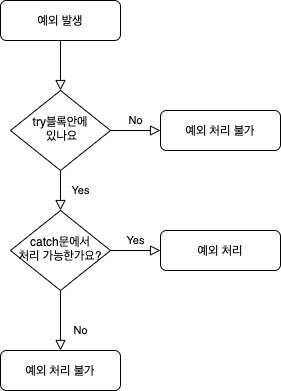 예외 발생
try블록안에
있나요
No
예외 처리 불가
Yes
catch문에서
처리 가능한가요?
Yes
예외 처리
No
예외 처리 불가